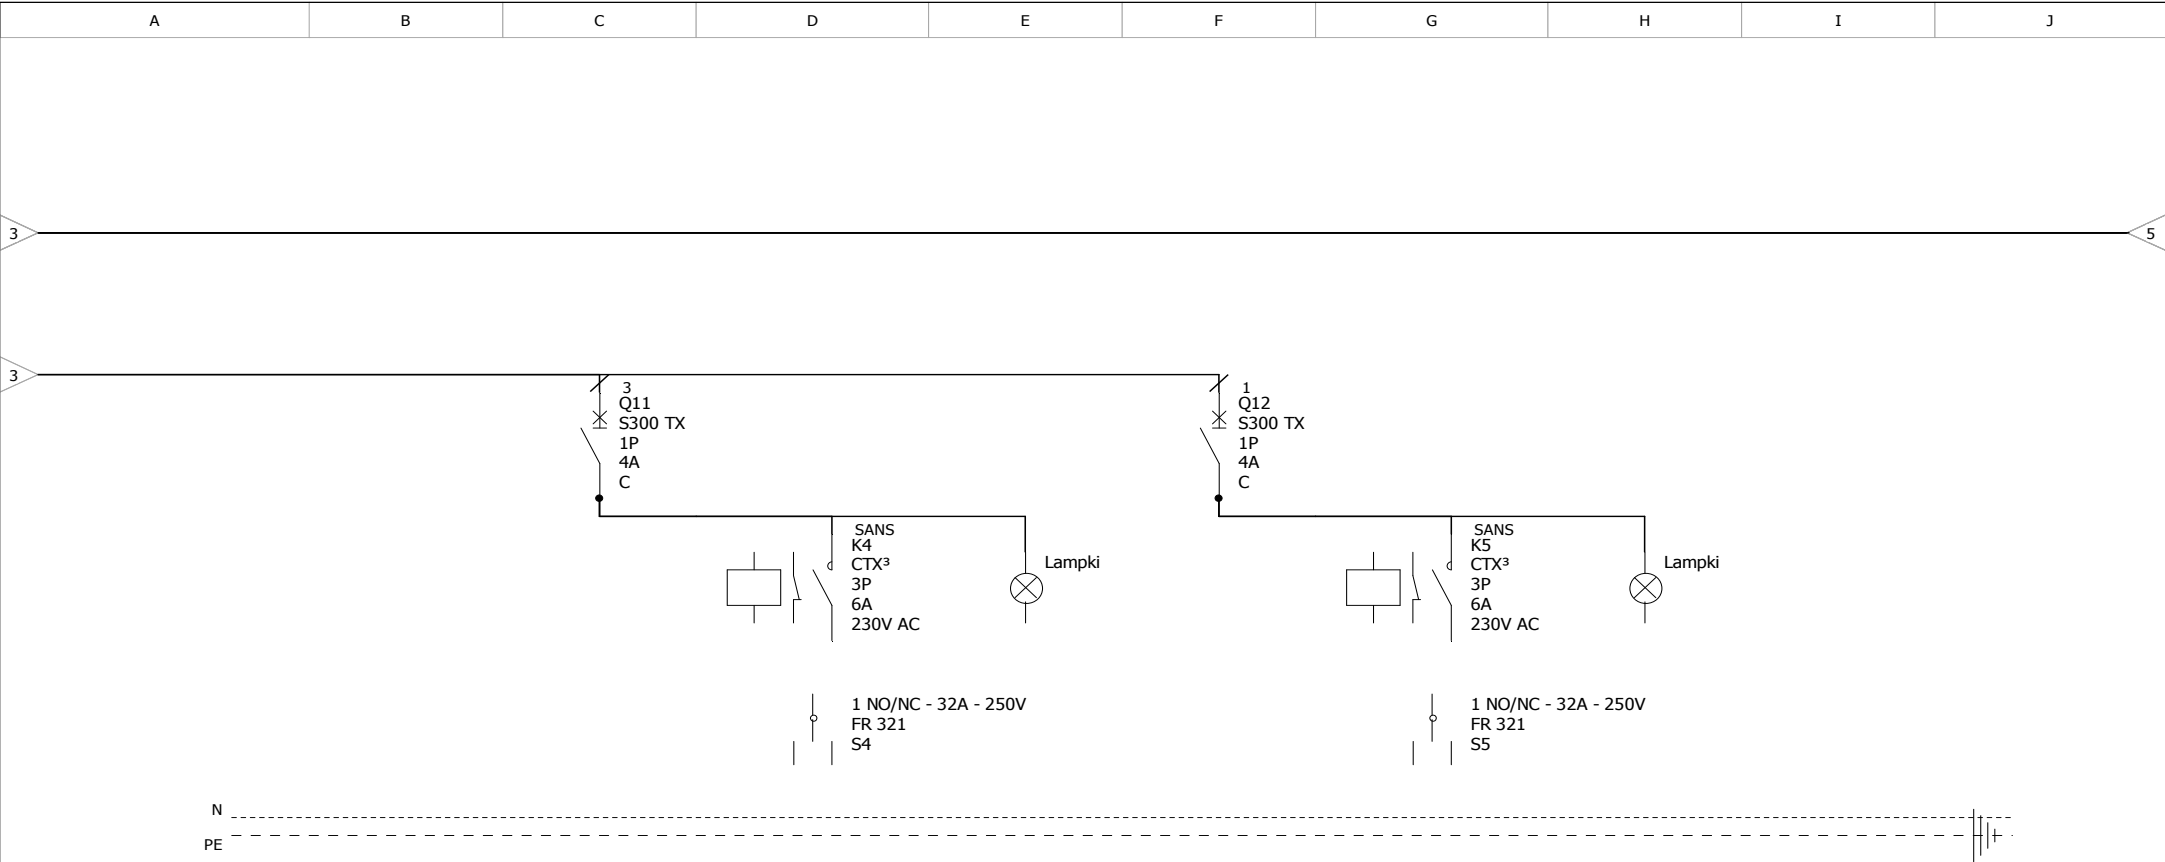 A B C D E F G H I J
3 5
3
3
Q11
S300 TX
1P
4A
C
1
Q12
S300 TX
1P
4A
C
SANS
K4
CTX³
3P
6A
230V AC
Lampki
SANS
K5
CTX³
3P
6A
230V AC
Lampki
1 NO/NC - 32A - 250V
FR 321
S4
1 NO/NC - 32A - 250V
FR 321
S5
N
PE